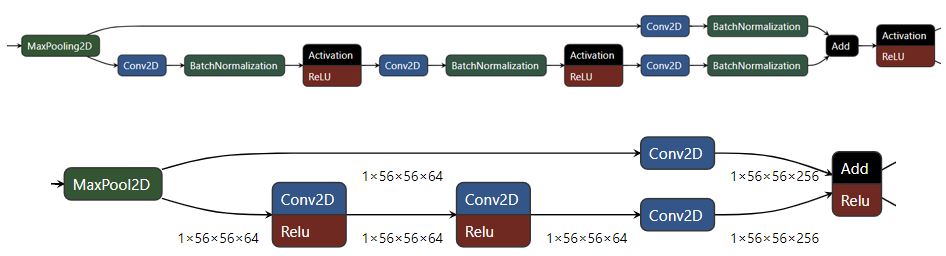 Conv2D BatchNormalization
MaxPooling2D Add Activation
ReLU
Conv2D BatchNormalization Activation
ReLU Conv2D BatchNormalization Activation
ReLU Conv2D BatchNormalization
MaxPool2D 1×56×56×64 Conv2D 1×56×56×256 Add
Relu
1×56×56×64 Conv2D
Relu 1×56×56×64 Conv2D
Relu 1×56×56×64 Conv2D 1×56×56×256